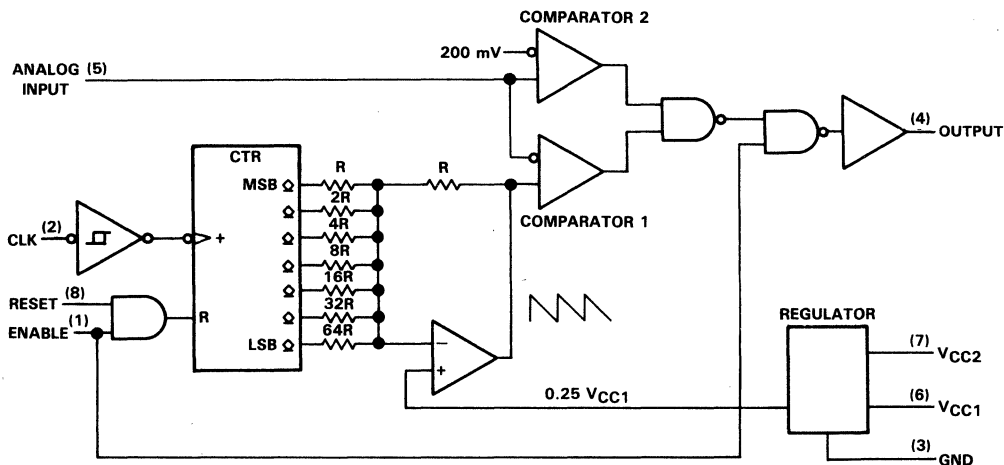 COMPARATOR 2
200 mV
ANALOG (5)
INPUT
(4)
OUTPUT
CTR
MSB
R
R
2R
4R
8R
16R
32R
64R
LSB
COMPARATOR 1
CLK (2)
+
RESET (8)
ENABLE (1)
R
−
+
0.25 VCC1
REGULATOR
(7) VCC2
(6) VCC1
(3) GND